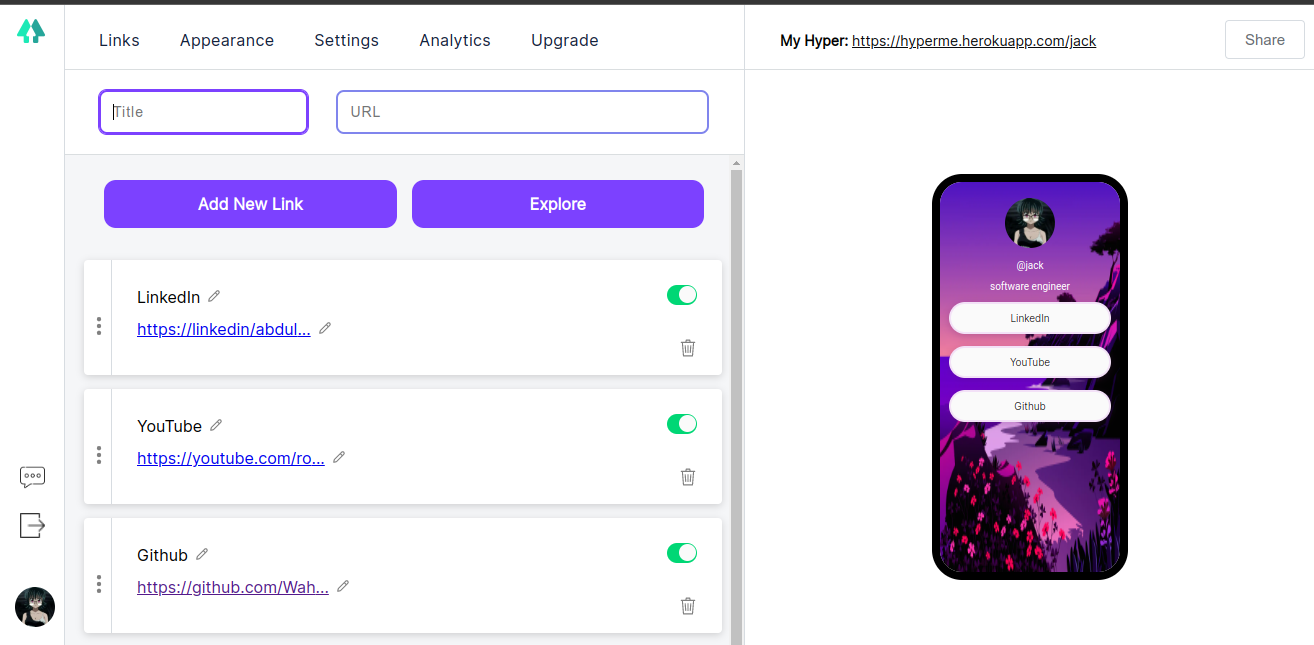 Links Appearance Settings Analytics Upgrade
My Hyper: https://hyperme.herokuapp.com/jack
Share
Title
URL
Add New Link
Explore
LinkedIn
https://linkedin/abdul...
YouTube
https://youtube.com/ro...
Github
https://github.com/Wah...
@jack
software engineer
LinkedIn
YouTube
Github